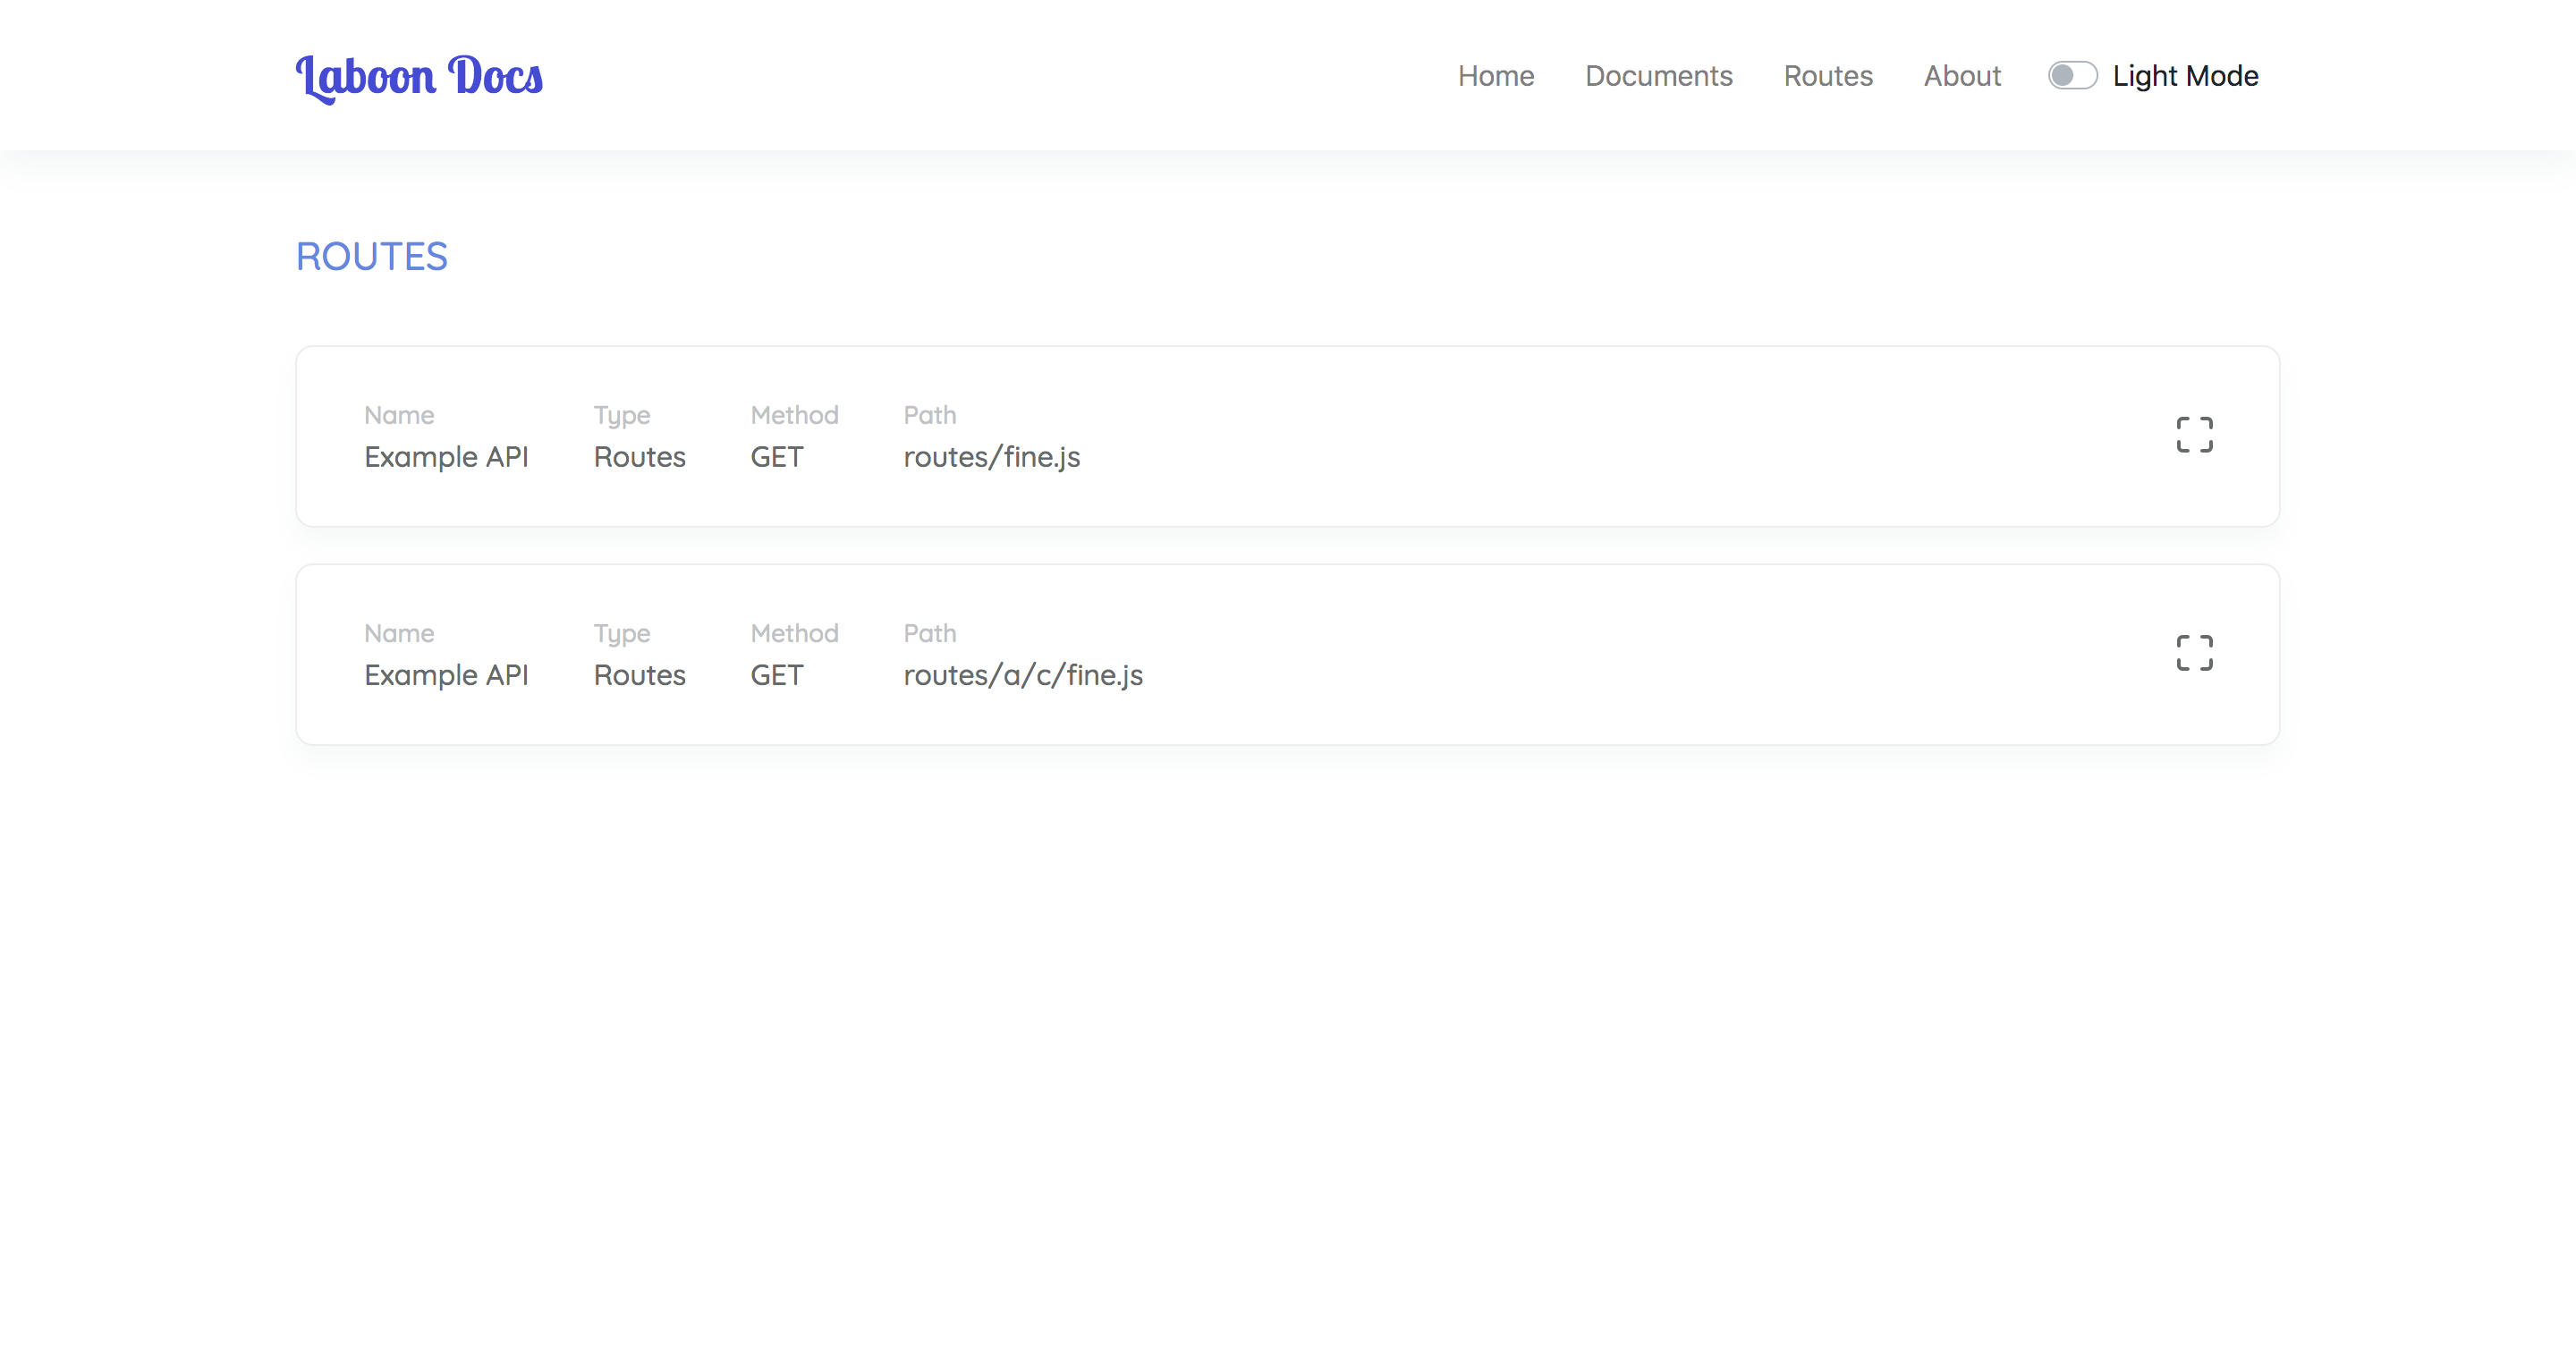 Laboon Docs
Home Documents Routes About Light Mode
ROUTES
Name Type Method Path
Example API Routes GET routes/fine.js
Name Type Method Path
Example API Routes GET routes/a/c/fine.js